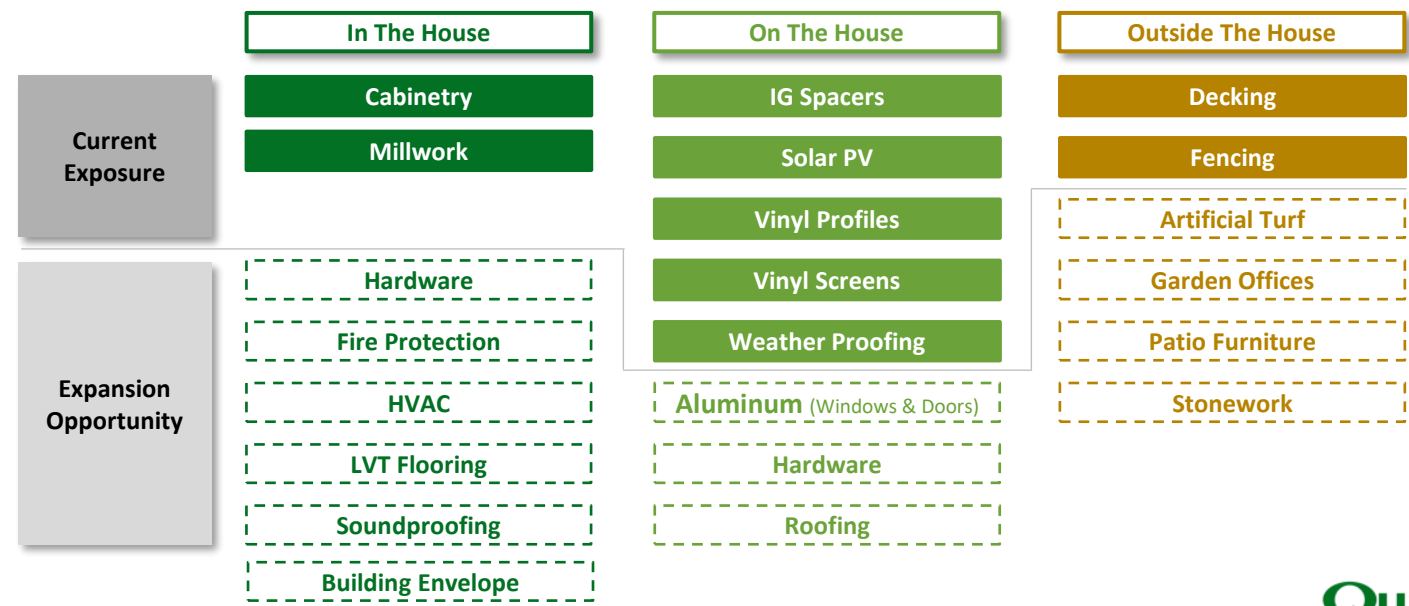 In The House
On The House
Outside The House
Current
Exposure
Cabinetry
IG Spacers
Decking
Millwork
Solar PV
Fencing
Vinyl Profiles
Artificial Turf
Expansion
Opportunity
Hardware
Vinyl Screens
Garden Offices
Fire Protection
Weather Proofing
Patio Furniture
HVAC
Aluminum (Windows & Doors)
Stonework
LVT Flooring
Hardware
Soundproofing
Roofing
Building Envelope